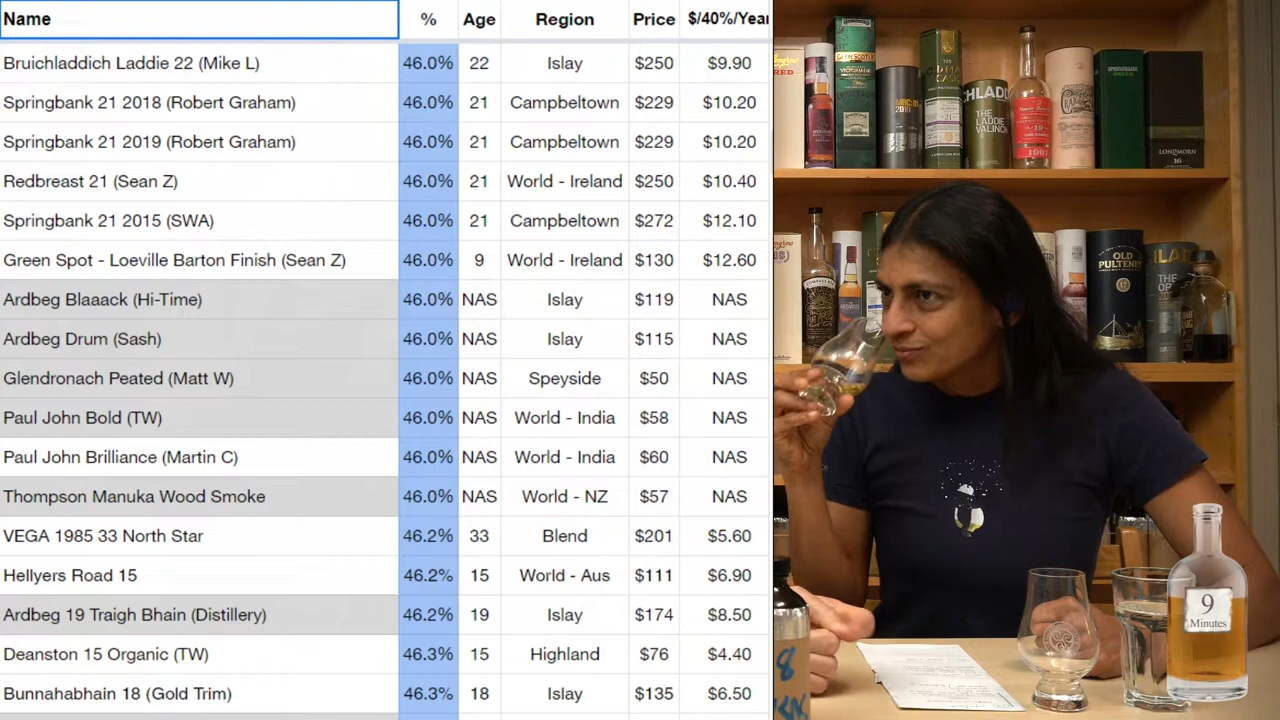 Name % Age Region Price $/40%/Year
Bruichladdich Laddie 22 (Mike L) 46.0% 22 Islay $250 $9.90
Springbank 21 2018 (Robert Graham) 46.0% 21 Campbeltown $229 $10.20
Springbank 21 2019 (Robert Graham) 46.0% 21 Campbeltown $229 $10.20
Redbreast 21 (Sean Z) 46.0% 21 World - Ireland $250 $10.40
Springbank 21 2015 (SWA) 46.0% 21 Campbeltown $272 $12.10
Green Spot - Loeville Barton Finish (Sean Z) 46.0% 9 World - Ireland $130 $12.60
Ardbeg Blaaack (Hi-Time) 46.0% NAS Islay $119 NAS
Ardbeg Drum (Sash) 46.0% NAS Islay $115 NAS
Glendronach Peated (Matt W) 46.0% NAS Speyside $50 NAS
Paul John Bold (TW) 46.0% NAS World - India $58 NAS
Paul John Brilliance (Martin C) 46.0% NAS World - India $60 NAS
Thompson Manuka Wood Smoke 46.0% NAS World - NZ $57 NAS
VEGA 1985 33 North Star 46.2% 33 Blend $201 $5.60
Hellyers Road 15 46.2% 15 World - Aus $111 $6.90
Ardbeg 19 Traigh Bhain (Distillery) 46.2% 19 Islay $174 $8.50
Deanston 15 Organic (TW) 46.3% 15 Highland $76 $4.40
Bunnahabhain 18 (Gold Trim) 46.3% 18 Islay $135 $6.50
CHLADD
THE
LADDIE
VALINCH
19
1991
LONGMORN
16
OLD
PULTENEY
THE
9
Minutes
8